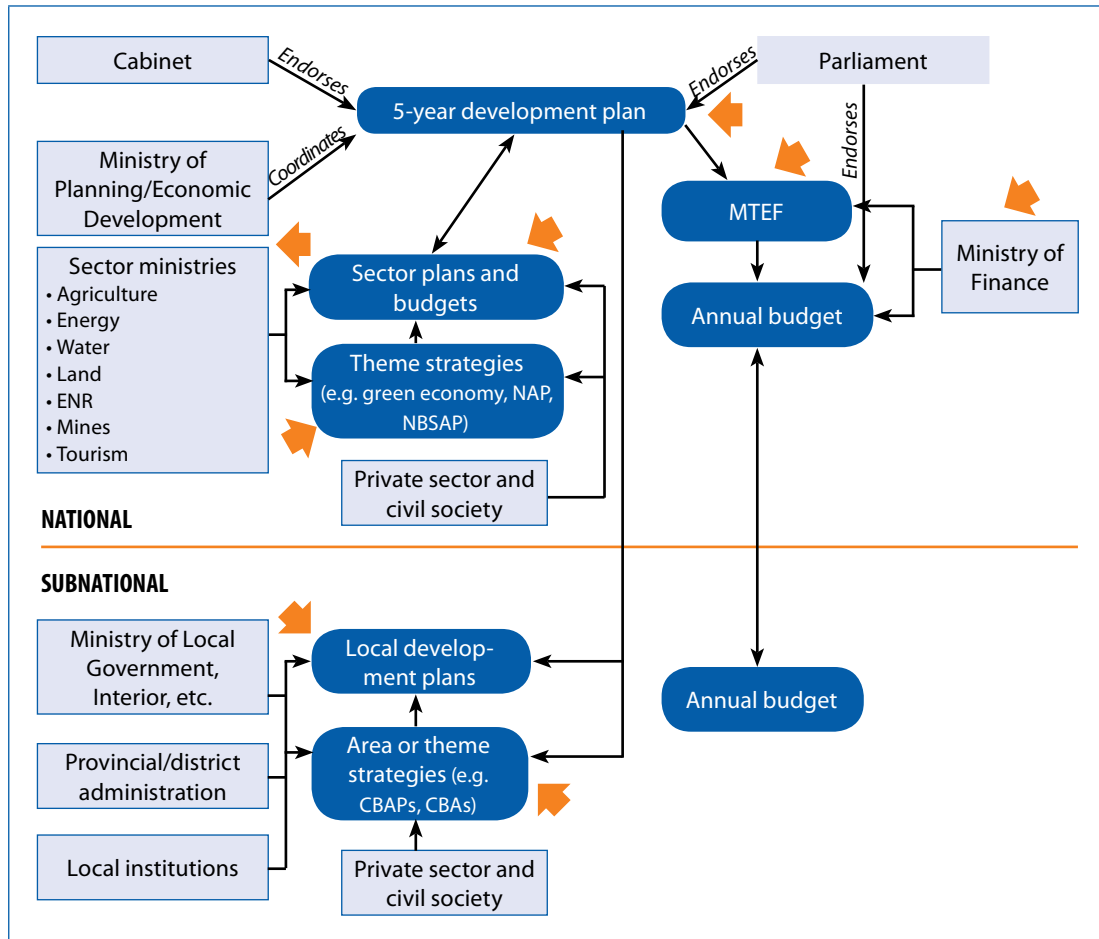 Cabinet
Endorses
5-year development plan
Endorses
Parliament
Ministry of
Planning/Economic
Development
Coordinates
Endorses
MTEF
Ministry of
Finance
Sector ministries
• Agriculture
• Energy
• Water
• Land
• ENR
• Mines
• Tourism
Sector plans and
budgets
Annual budget
Theme strategies
(e.g. green economy, NAP,
NBSAP)
Private sector and
civil society
NATIONAL
SUBNATIONAL
Ministry of Local
Government,
Interior, etc.
Local develop-
ment plans
Annual budget
Provincial/district
administration
Area or theme
strategies (e.g.
CBAPs, CBAs)
Local institutions
Private sector and
civil society